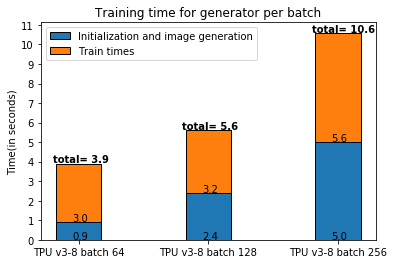 Training time for generator per batch
Time(in seconds)
11
10
9
8
7
6
5
4
3
2
1
0
Initialization and image generation
Train times
total= 3.9
3.0
0.9
total= 5.6
3.2
2.4
total= 10.6
5.6
5.0
TPU v3-8 batch 64
TPU v3-8 batch 128
TPU v3-8 batch 256